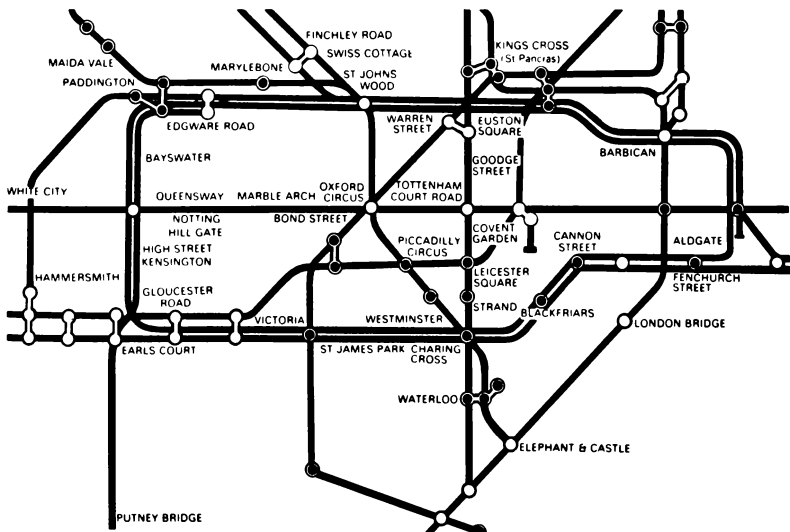 FINCHLEY ROAD
SWISS COTTAGE
KINGS CROSS
(St Pancras)
MAIDA VALE
MARYLEBONE
PADDINGTON
ST JOHNS
WOOD
EDGWARE ROAD
WARREN
STREET
EUSTON
SQUARE
BAYSWATER
GOODGE
STREET
BARBICAN
WHITE CITY
QUEENSWAY
MARBLE ARCH
OXFORD
CIRCUS
TOTTENHAM
COURT ROAD
NOTTING
HILL GATE
BOND STREET
HIGH STREET
KENSINGTON
PICCADILLY
CIRCUS
COVENT
GARDEN
CANNON
STREET
ALDGATE
HAMMERSMITH
LEICESTER
SQUARE
FENCHURCH
STREET
GLOUCESTER
ROAD
VICTORIA
WESTMINSTER
STRAND
BLACKFRIARS
LONDON BRIDGE
EARLS COURT
ST JAMES PARK
CHARING
CROSS
WATERLOO
ELEPHANT & CASTLE
PUTNEY BRIDGE